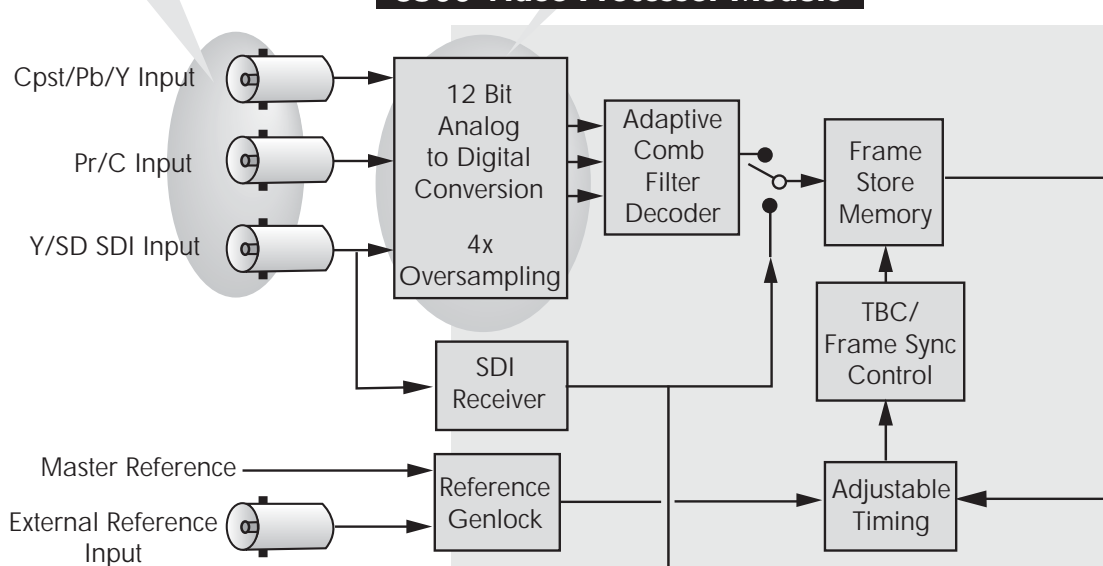 Cpst/Pb/Y Input
Pr/C Input
Y/SD SDI Input
12 Bit
Analog
to Digital
Conversion
4x
Oversampling
Adaptive
Comb
Filter
Decoder
Frame
Store
Memory
TBC/
Frame Sync
Control
SDI
Receiver
Master Reference
External Reference
Input
Reference
Genlock
Adjustable
Timing